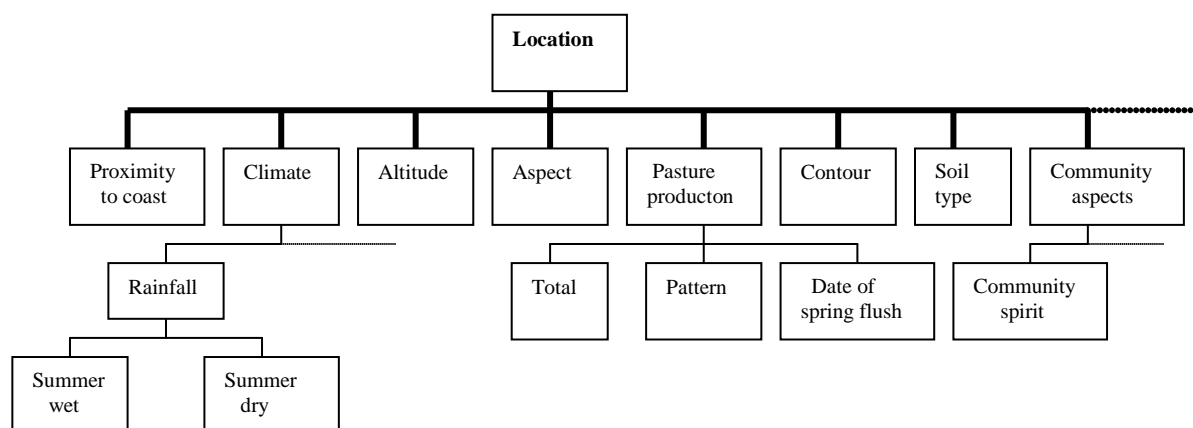 Location
Proximity
to coast
Climate
Altitude
Aspect
Pasture
producton
Contour
Soil
type
Community
aspects
Rainfall
Total
Pattern
Date of
spring flush
Community
spirit
Summer
wet
Summer
dry